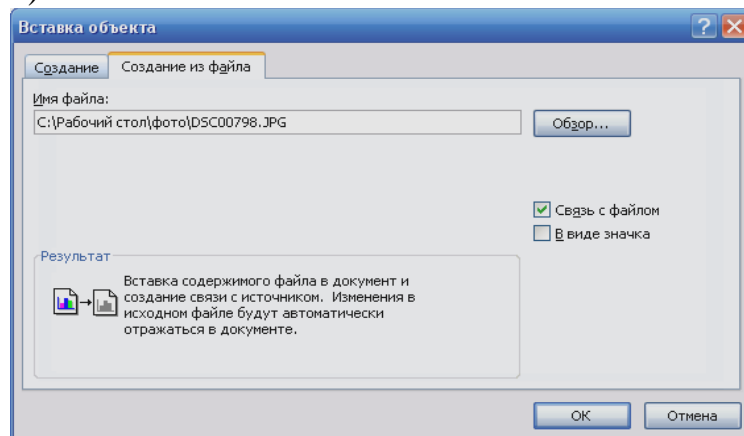 Вставка объекта
Создание
Создание из файла
Имя файла:
C:\Рабочий стол\фото\DSC00798.JPG
Обзор...
Связь с файлом
В виде значка
Результат
Вставка содержимого файла в документ и
создание связи с источником. Изменения в
исходном файле будут автоматически
отражаться в документе.
ОК
Отмена